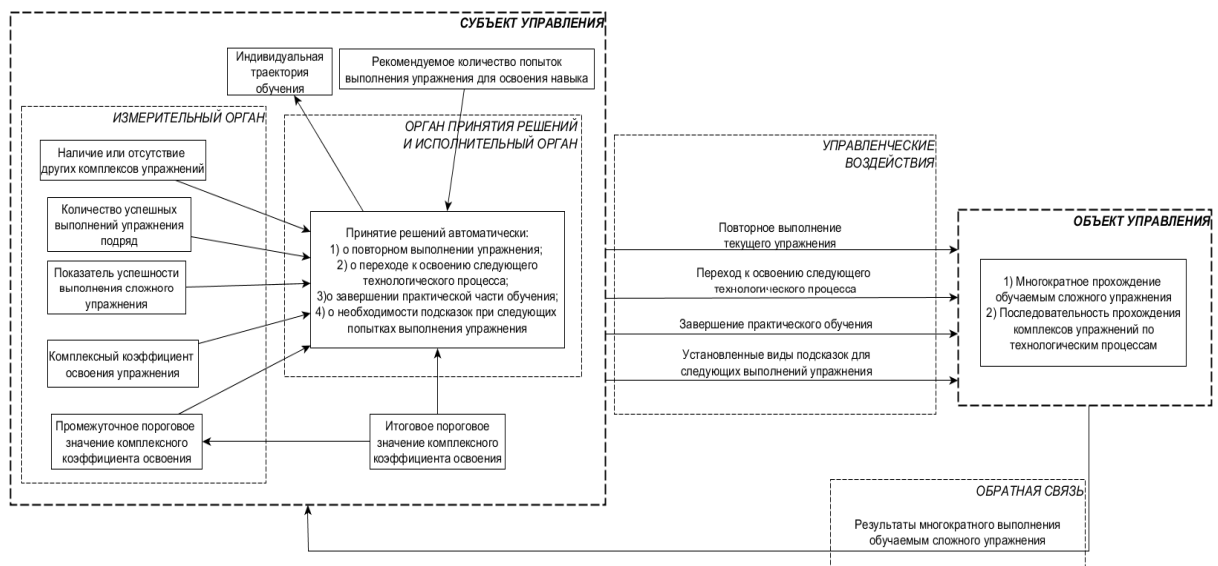 СУБЪЕКТ УПРАВЛЕНИЯ
Индивидуальная
траектория
обучения
Рекомендуемое количество попыток
выполнения упражнения для освоения навыка
ИЗМЕРИТЕЛЬНЫЙ ОРГАН
ОРГАН ПРИНЯТИЯ РЕШЕНИЙ
И ИСПОЛНИТЕЛЬНЫЙ ОРГАН
Наличие или отсутствие
других комплексов упражнений
Количество успешных
выполнений упражнения
подряд
Показатель успешности
выполнения сложного
упражнения
Комплексный коэффициент
освоения упражнения
Промежуточное пороговое
значение комплексного
коэффициента освоения
Принятие решений автоматически:
1) о повторном выполнении упражнения;
2) о переходе к освоению следующего
технологического процесса;
3)о завершении практической части обучения;
4) о необходимости подсказок при следующих
попытках выполнения упражнения
Итоговое пороговое
значение комплексного
коэффициента освоения
УПРАВЛЕНЧЕСКИЕ
ВОЗДЕЙСТВИЯ
Повторное выполнение
текущего упражнения
Переход к освоению следующего
технологического процесса
Завершение практического обучения
Установленные виды подсказок для
следующих выполнений упражнения
ОБЪЕКТ УПРАВЛЕНИЯ
1) Многократное прохождение
обучаемым сложного упражнения
2) Последовательность прохождения
комплексов упражнений по
технологическим процессам
ОБРАТНАЯ СВЯЗЬ
Результаты многократного выполнения
обучаемым сложного упражнения